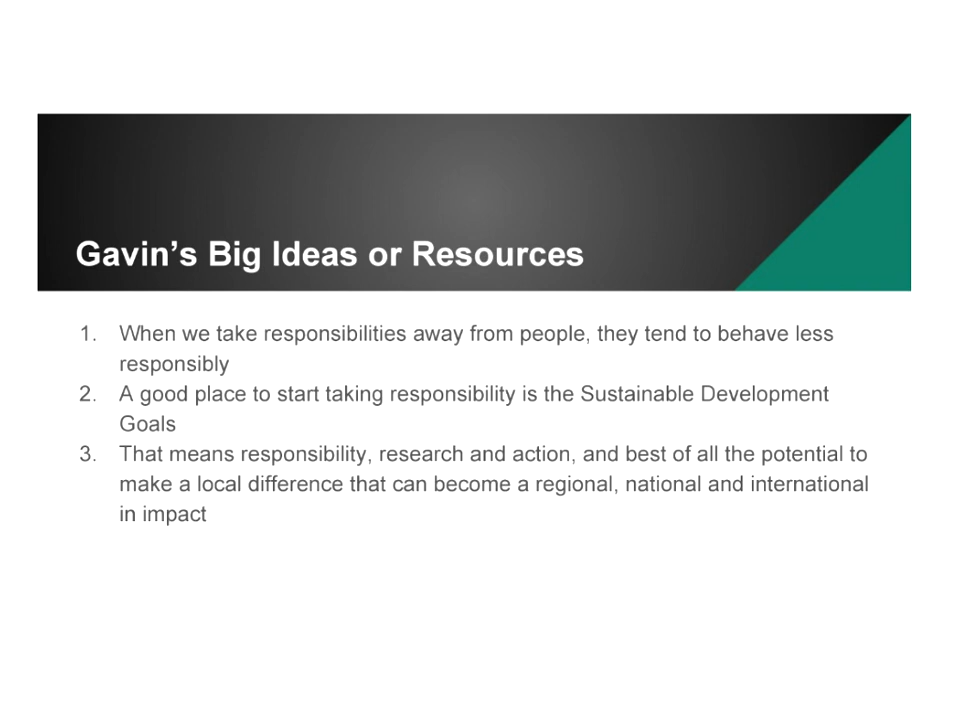 Gavin’s Big Ideas or Resources
1. When we take responsibilities away from people, they tend to behave less
responsibly
2. A good place to start taking responsibility is the Sustainable Development
Goals
3. That means responsibility, research and action, and best of all the potential to
make a local difference that can become a regional, national and international
in impact